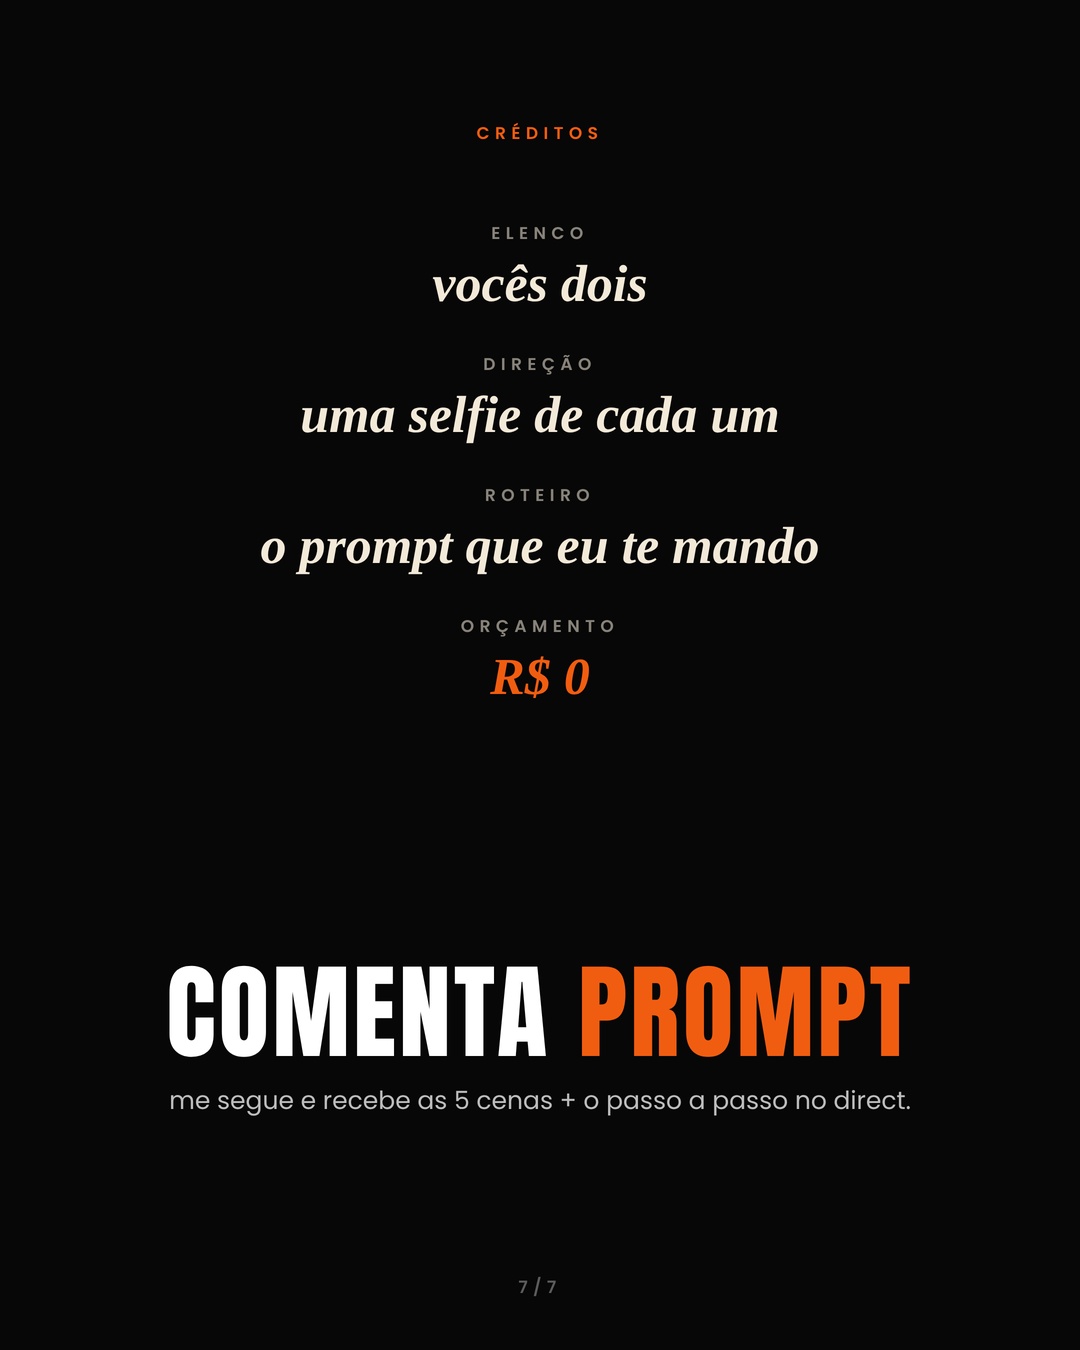 CRÉDITOS
ELENCO
vocês dois
DIREÇÃO
uma selfie de cada um
ROTEIRO
o prompt que eu te mando
ORÇAMENTO
R$ 0
COMENTA PROMPT
me segue e recebe as 5 cenas + o passo a passo no direct.
7 / 7